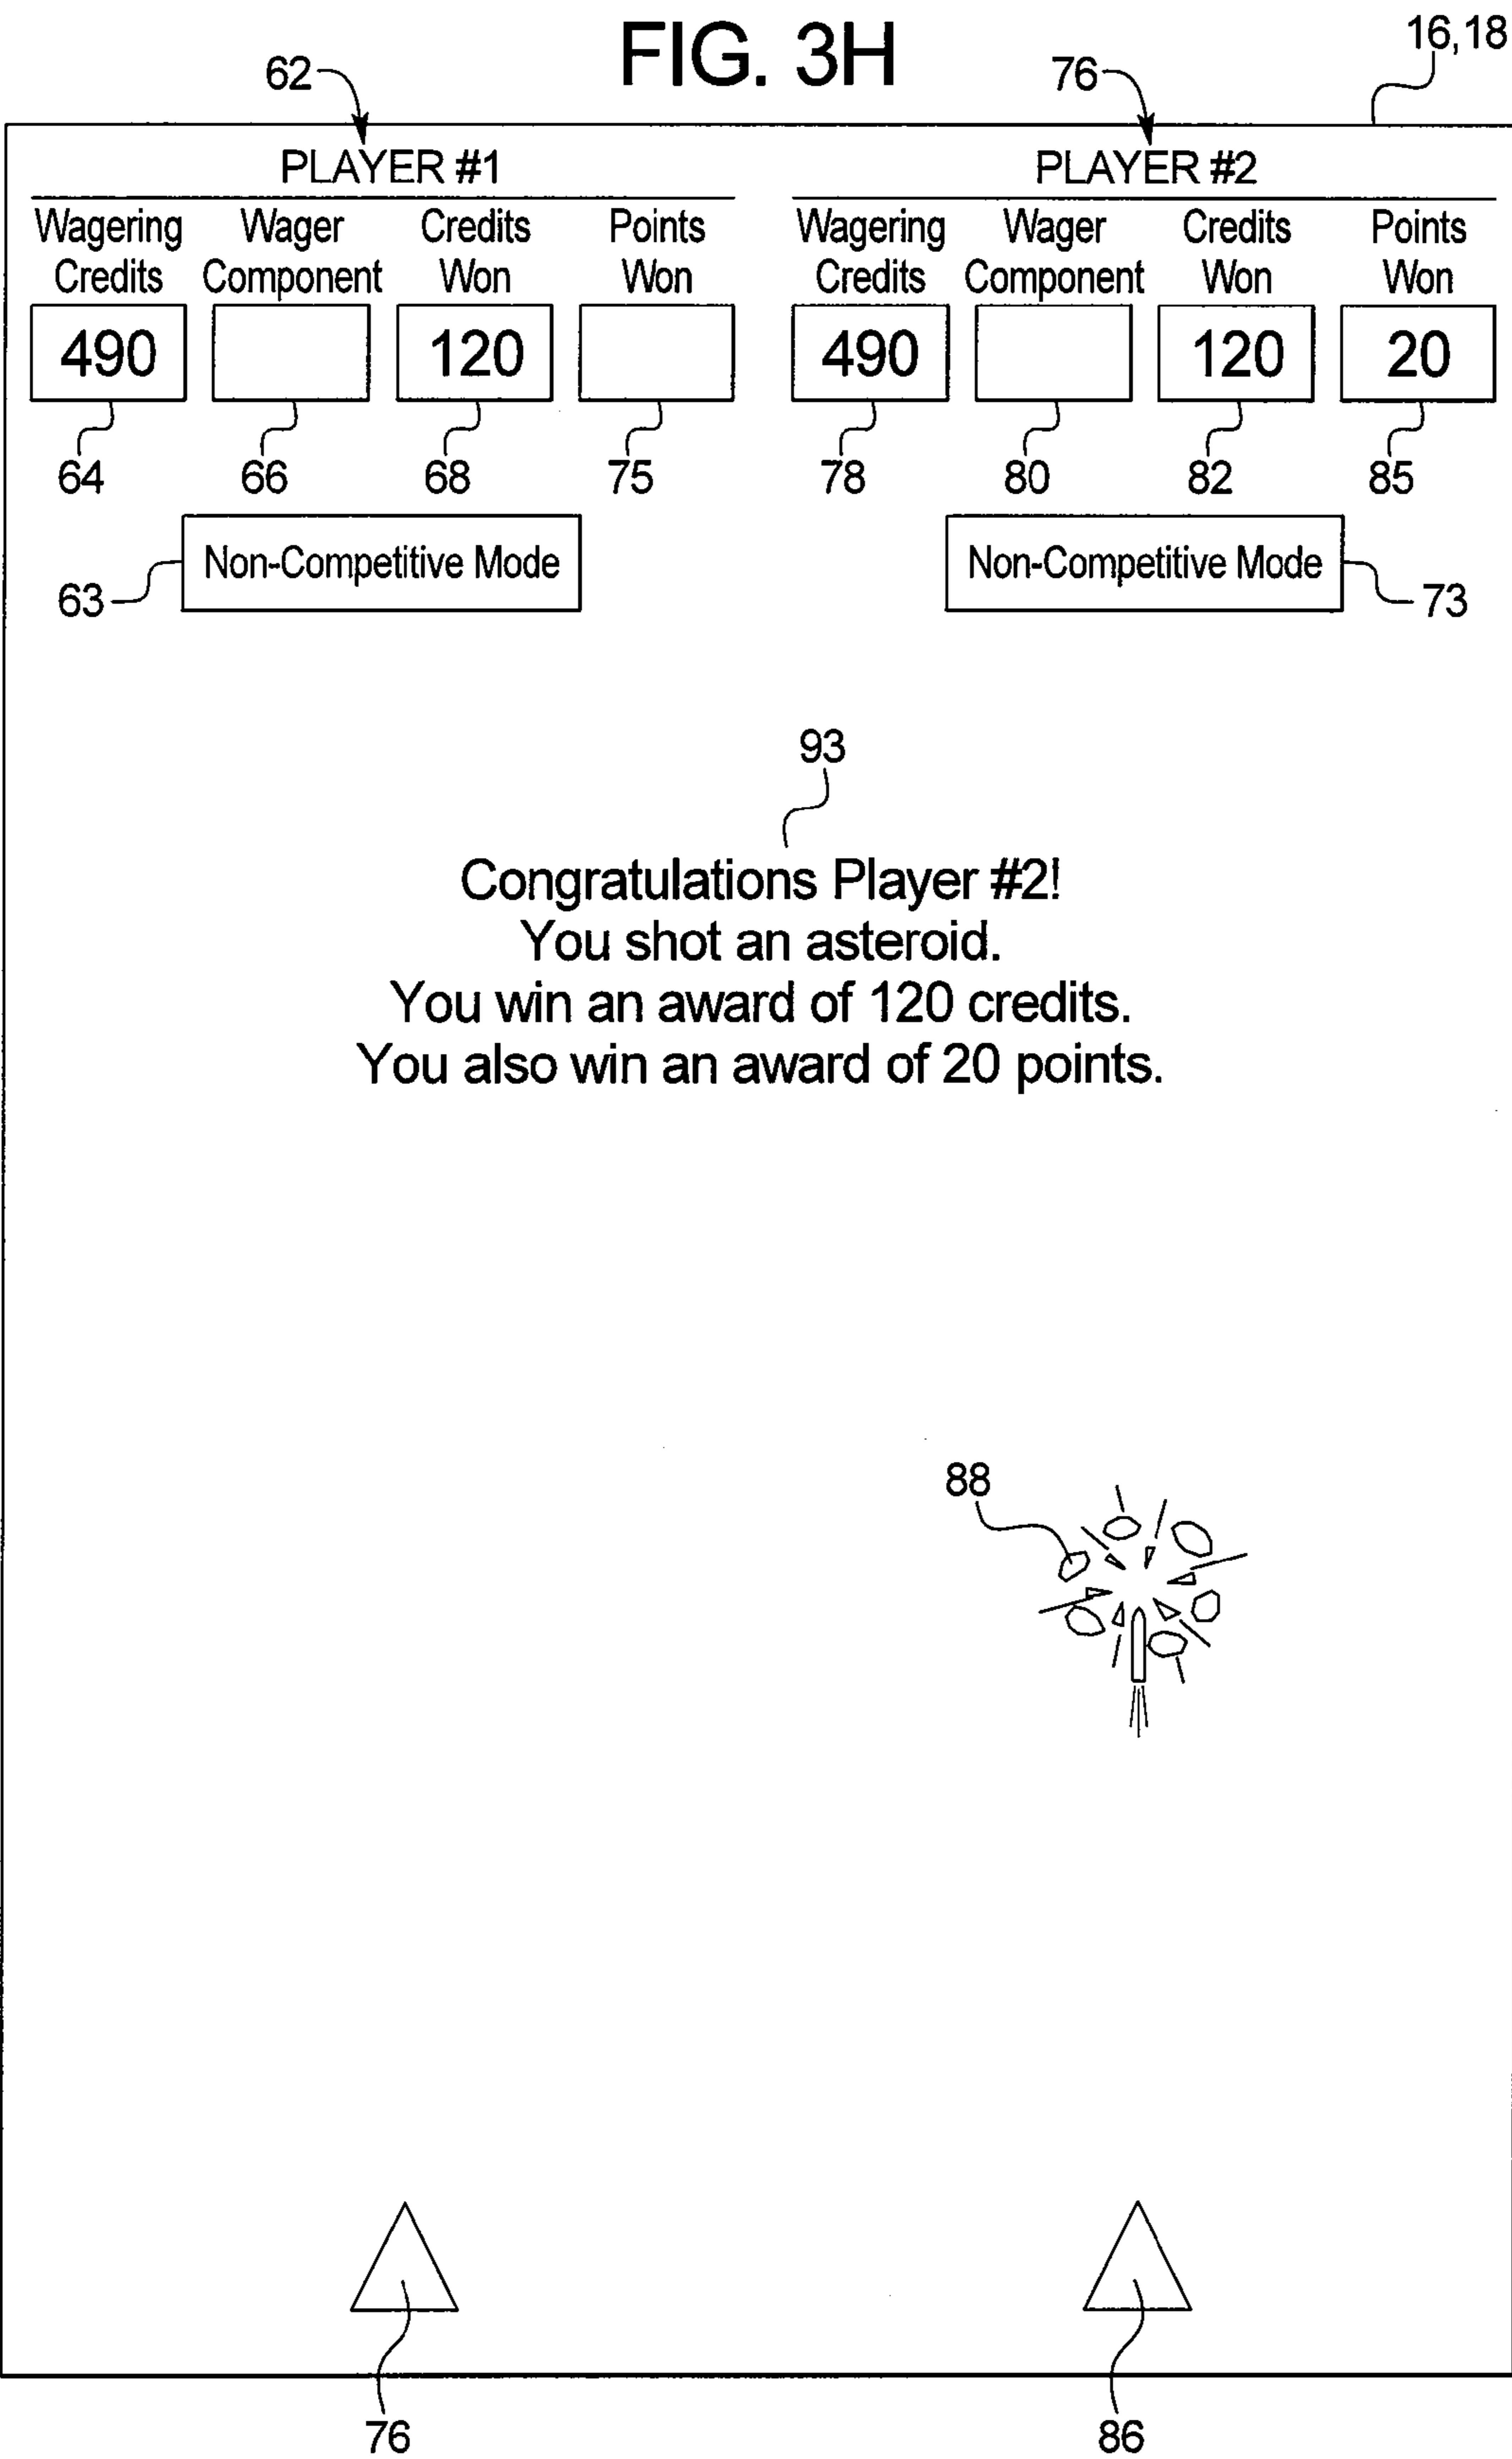 FIG. 3H
16,18
62
76
PLAYER #1
PLAYER #2
Wagering Credits
Wager Component
Credits Won
Points Won
Wagering Credits
Wager Component
Credits Won
Points Won
490
120
490
120
20
64
66
68
75
78
80
82
85
Non-Competitive Mode
Non-Competitive Mode
63
73
93
Congratulations Player #2!
You shot an asteroid.
You win an award of 120 credits.
You also win an award of 20 points.
88
76
86